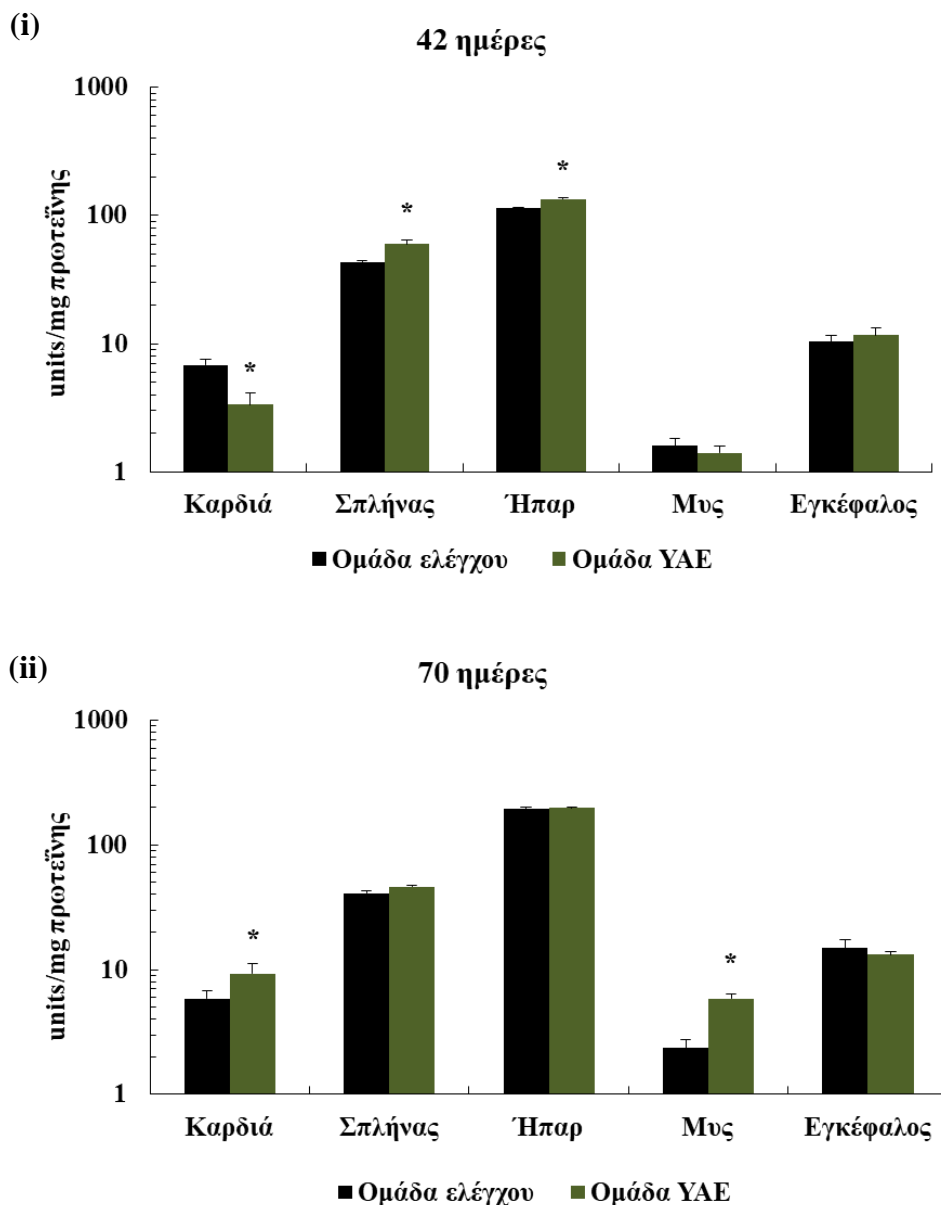 (i)
42 ημέρες
units/mg πρωτεΐνης
1000
100
10
1
*
*
*
Καρδιά Σπλήνας Ήπαρ Μυς Εγκέφαλος
Ομάδα ελέγχου Ομάδα ΥΑΕ
(ii)
70 ημέρες
units/mg πρωτεΐνης
1000
100
10
1
*
*
Καρδιά Σπλήνας Ήπαρ Μυς Εγκέφαλος
Ομάδα ελέγχου Ομάδα ΥΑΕ